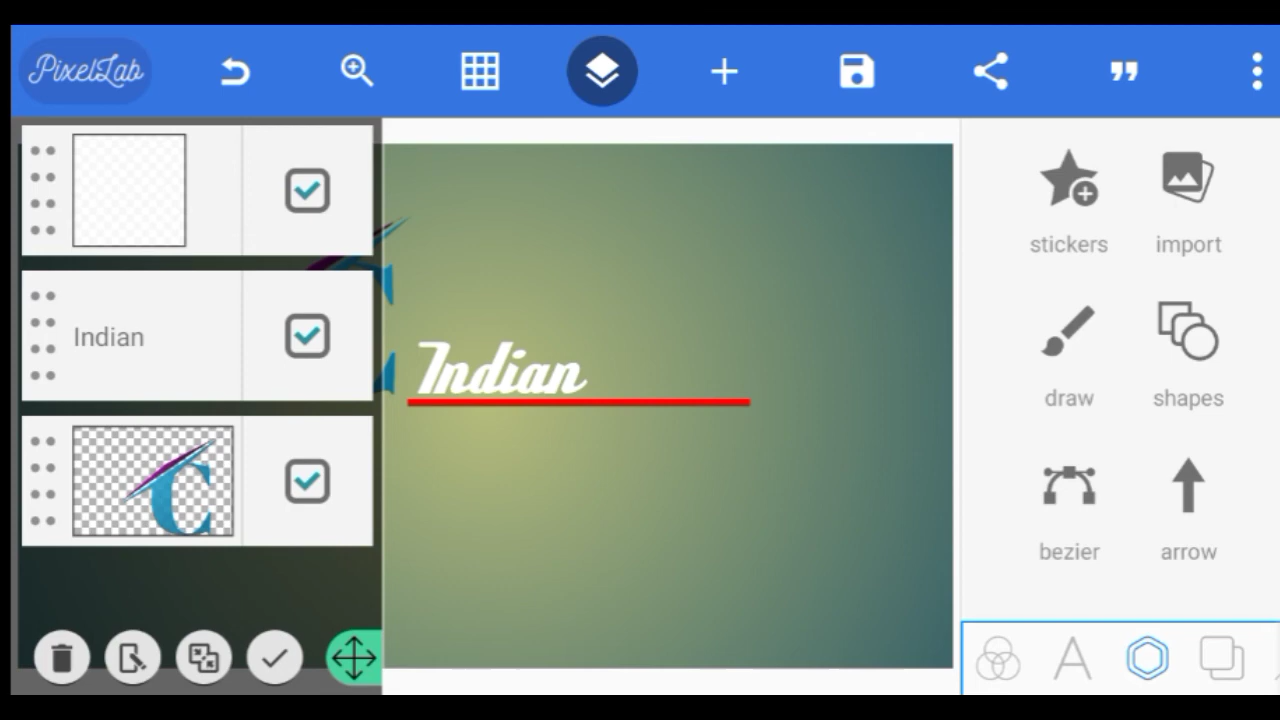 PixelLab
Indian
Indian
stickers
import
draw
shapes
bezier
arrow